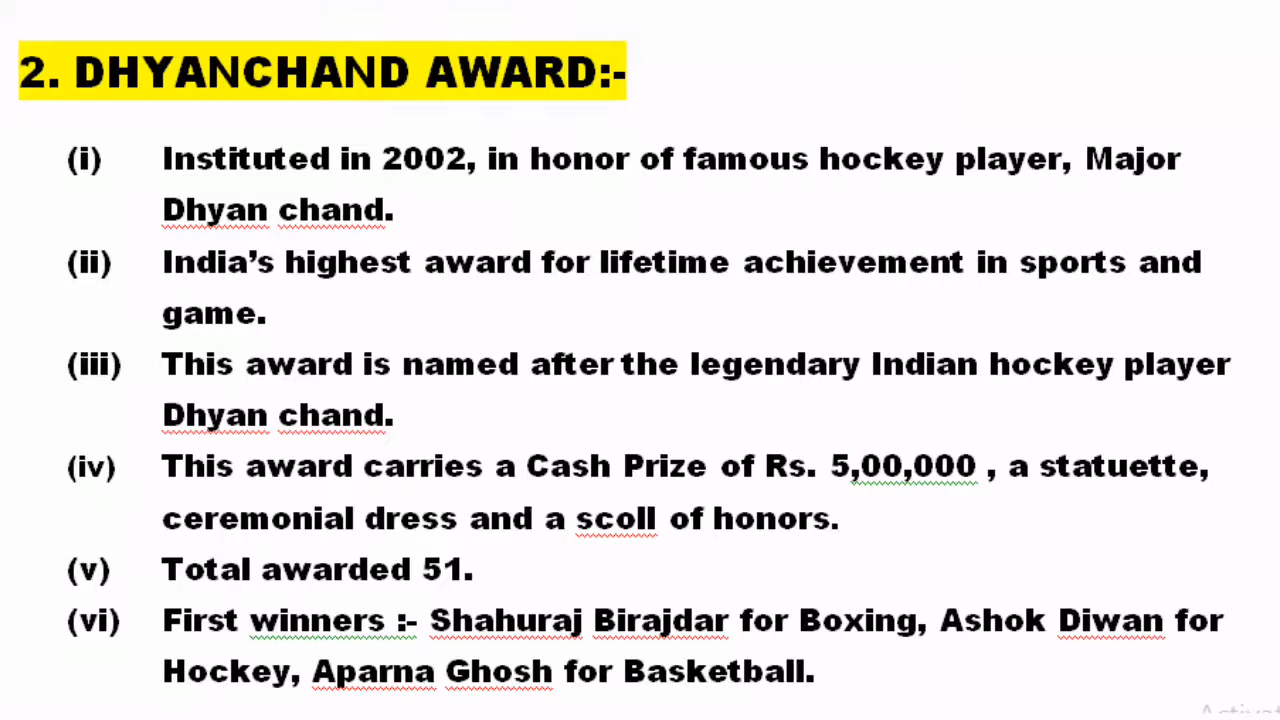 2. DHYANCHAND AWARD:-
(i) Instituted in 2002, in honor of famous hockey player, Major
Dhyan chand.
(ii) India’s highest award for lifetime achievement in sports and
game.
(iii) This award is named after the legendary Indian hockey player
Dhyan chand.
(iv) This award carries a Cash Prize of Rs. 5,00,000 , a statuette,
ceremonial dress and a scoll of honors.
(v) Total awarded 51.
(vi) First winners :- Shahuraj Birajdar for Boxing, Ashok Diwan for
Hockey, Aparna Ghosh for Basketball.